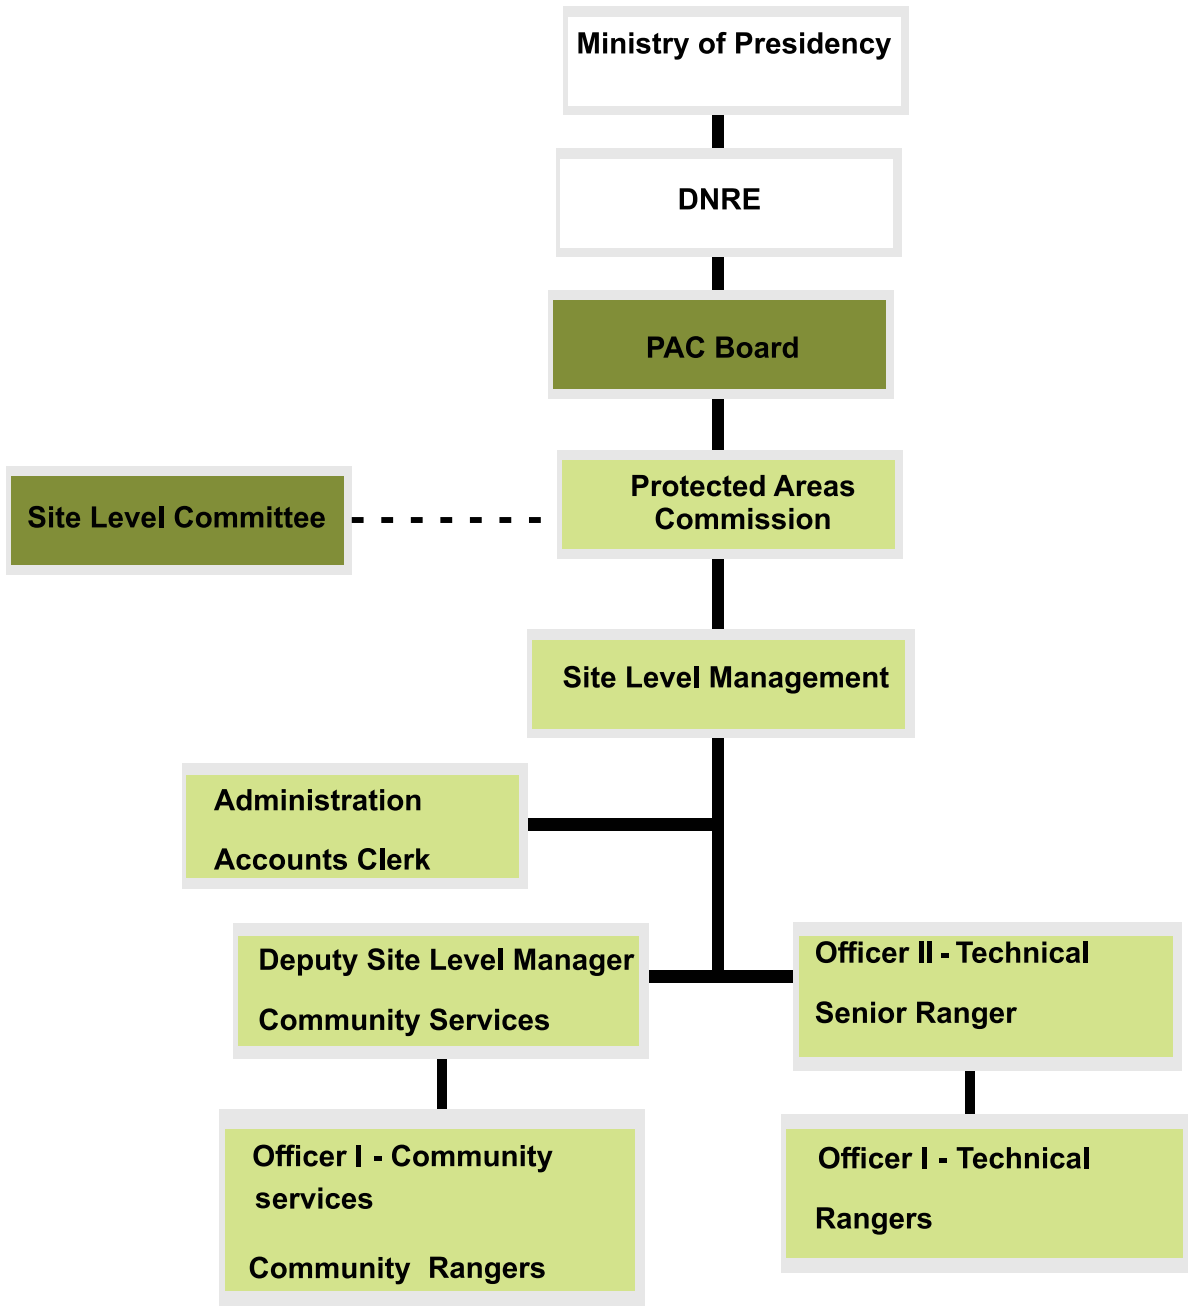 Ministry of Presidency
DNRE
PAC Board
Protected Areas
Commission
Site Level Committee
Site Level Management
Administration
Accounts Clerk
Deputy Site Level Manager
Community Services
Officer II - Technical
Senior Ranger
Officer I - Community
services
Community Rangers
Officer I - Technical
Rangers